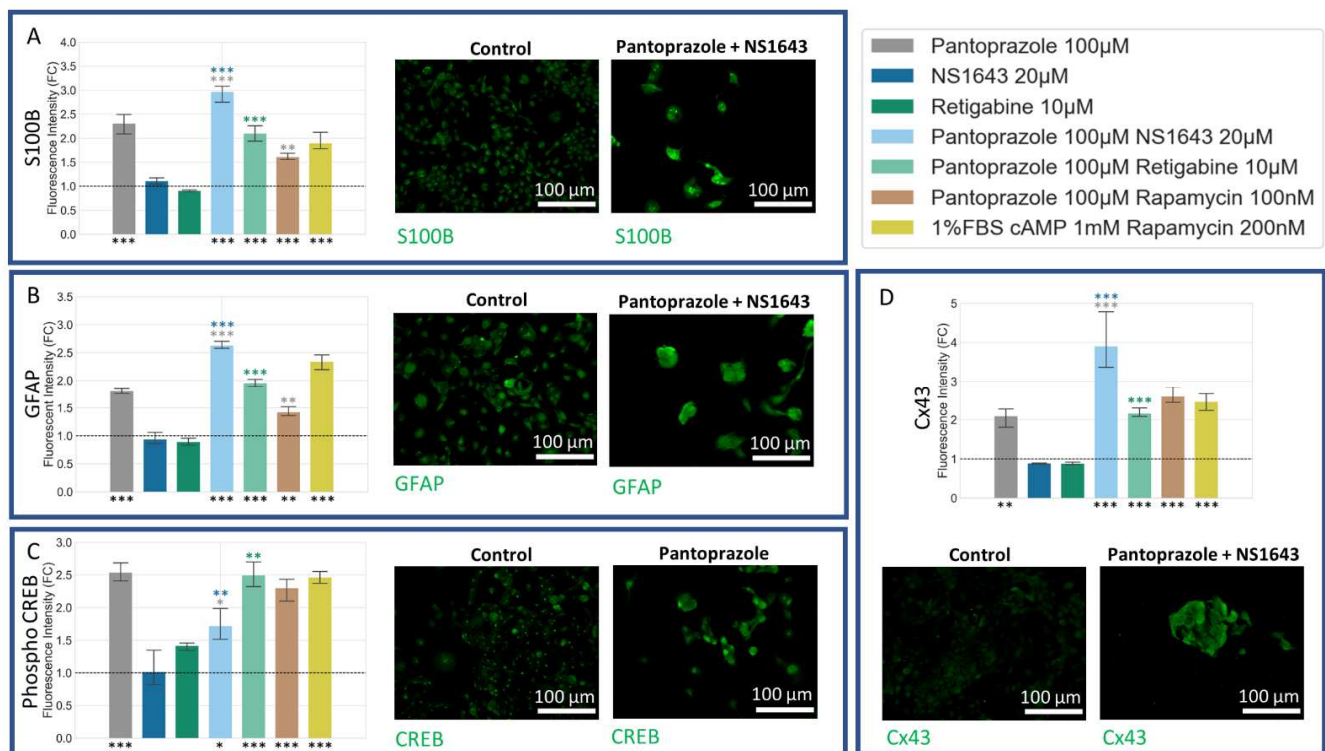 A
S100B
Fluorescence Intensity (FC)
4.0
3.5
3.0
2.5
2.0
1.5
1.0
0.5
0.0
***
***
***
**
*** *** *** *** ***
Control
100 µm
S100B
Pantoprazole + NS1643
100 µm
S100B
Pantoprazole 100µM
NS1643 20µM
Retigabine 10µM
Pantoprazole 100µM NS1643 20µM
Pantoprazole 100µM Retigabine 10µM
Pantoprazole 100µM Rapamycin 100nM
1%FBS cAMP 1mM Rapamycin 200nM
B
GFAP
Fluorescent Intensity (FC)
3.5
3.0
2.5
2.0
1.5
1.0
0.5
0.0
***
***
***
**
*** *** *** ** ***
Control
100 µm
GFAP
Pantoprazole + NS1643
100 µm
GFAP
C
Phospho CREB
Fluorescence Intensity (FC)
3.0
2.5
2.0
1.5
1.0
0.5
0.0
**
*
**
*** * *** *** ***
Control
100 µm
CREB
Pantoprazole
100 µm
CREB
D
Cx43
Fluorescence Intensity (FC)
5
4
3
2
1
0
***
***
***
** *** *** *** ***
Control
100 µm
Cx43
Pantoprazole + NS1643
100 µm
Cx43